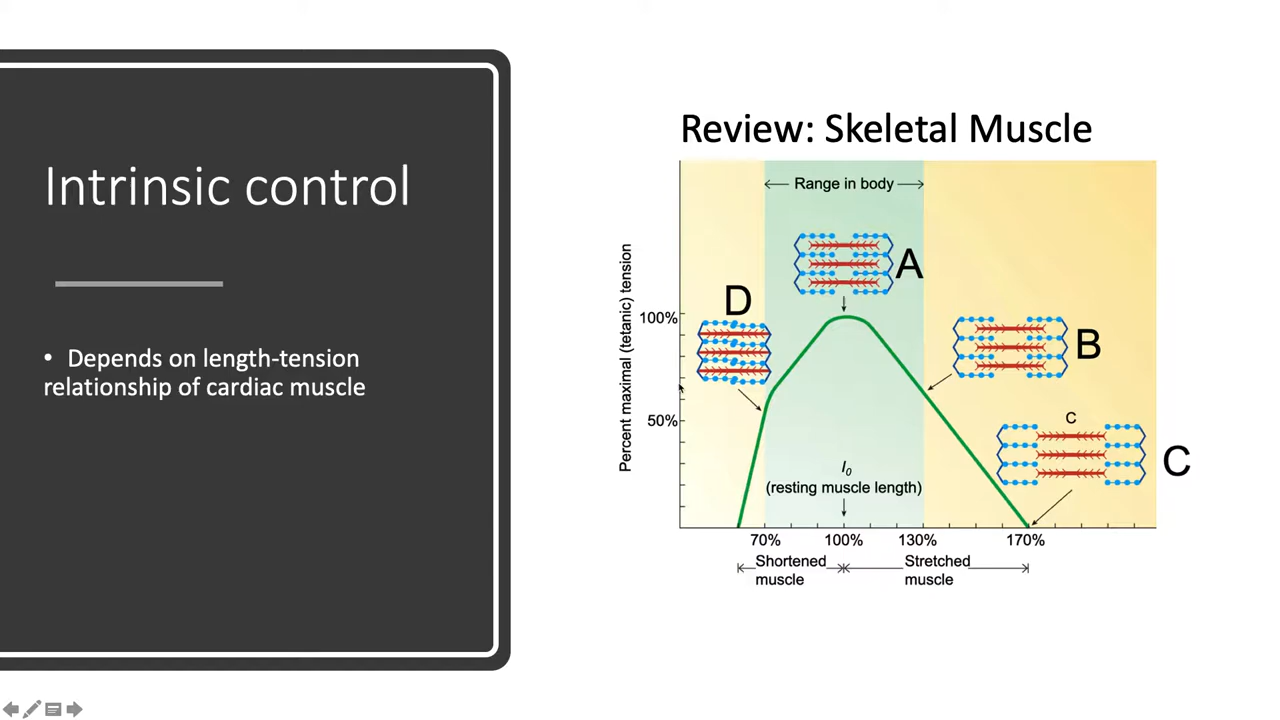 Intrinsic control
• Depends on length-tension
relationship of cardiac muscle
Review: Skeletal Muscle
Range in body
A
D
B
C
C
Percent maximal (tetanic) tension
100%
50%
l₀
(resting muscle length)
70%
100%
130%
170%
Shortened
muscle
Stretched
muscle